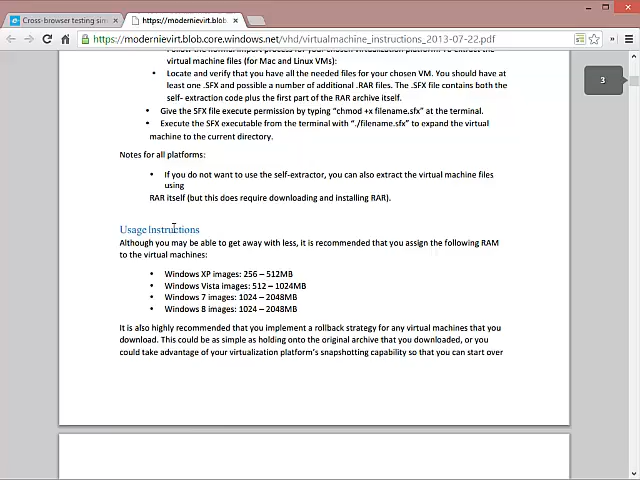 Cross-browser testing sim
https://modernievirt.blob
https://modernievirt.blob.core.windows.net/vhd/virtualmachine_instructions_2013-07-22.pdf
3
virtual machine files (for Mac and Linux VMs):
Locate and verify that you have all the needed files for your chosen VM. You should have at
least one .SFX and possible a number of additional .RAR files. The .SFX file contains both the
self- extraction code plus the first part of the RAR archive itself.
Give the SFX file execute permission by typing "chmod +x filename.sfx" at the terminal.
Execute the SFX executable from the terminal with "./filename.sfx" to expand the virtual
machine to the current directory.
Notes for all platforms:
If you do not want to use the self-extractor, you can also extract the virtual machine files
using
RAR itself (but this does require downloading and installing RAR).
Usage Instructions
Although you may be able to get away with less, it is recommended that you assign the following RAM
to the virtual machines:
Windows XP images: 256 – 512MB
Windows Vista images: 512 – 1024MB
Windows 7 images: 1024 – 2048MB
Windows 8 images: 1024 – 2048MB
It is also highly recommended that you implement a rollback strategy for any virtual machines that you
download. This could be as simple as holding onto the original archive that you downloaded, or you
could take advantage of your virtualization platform's snapshotting capability so that you can start over